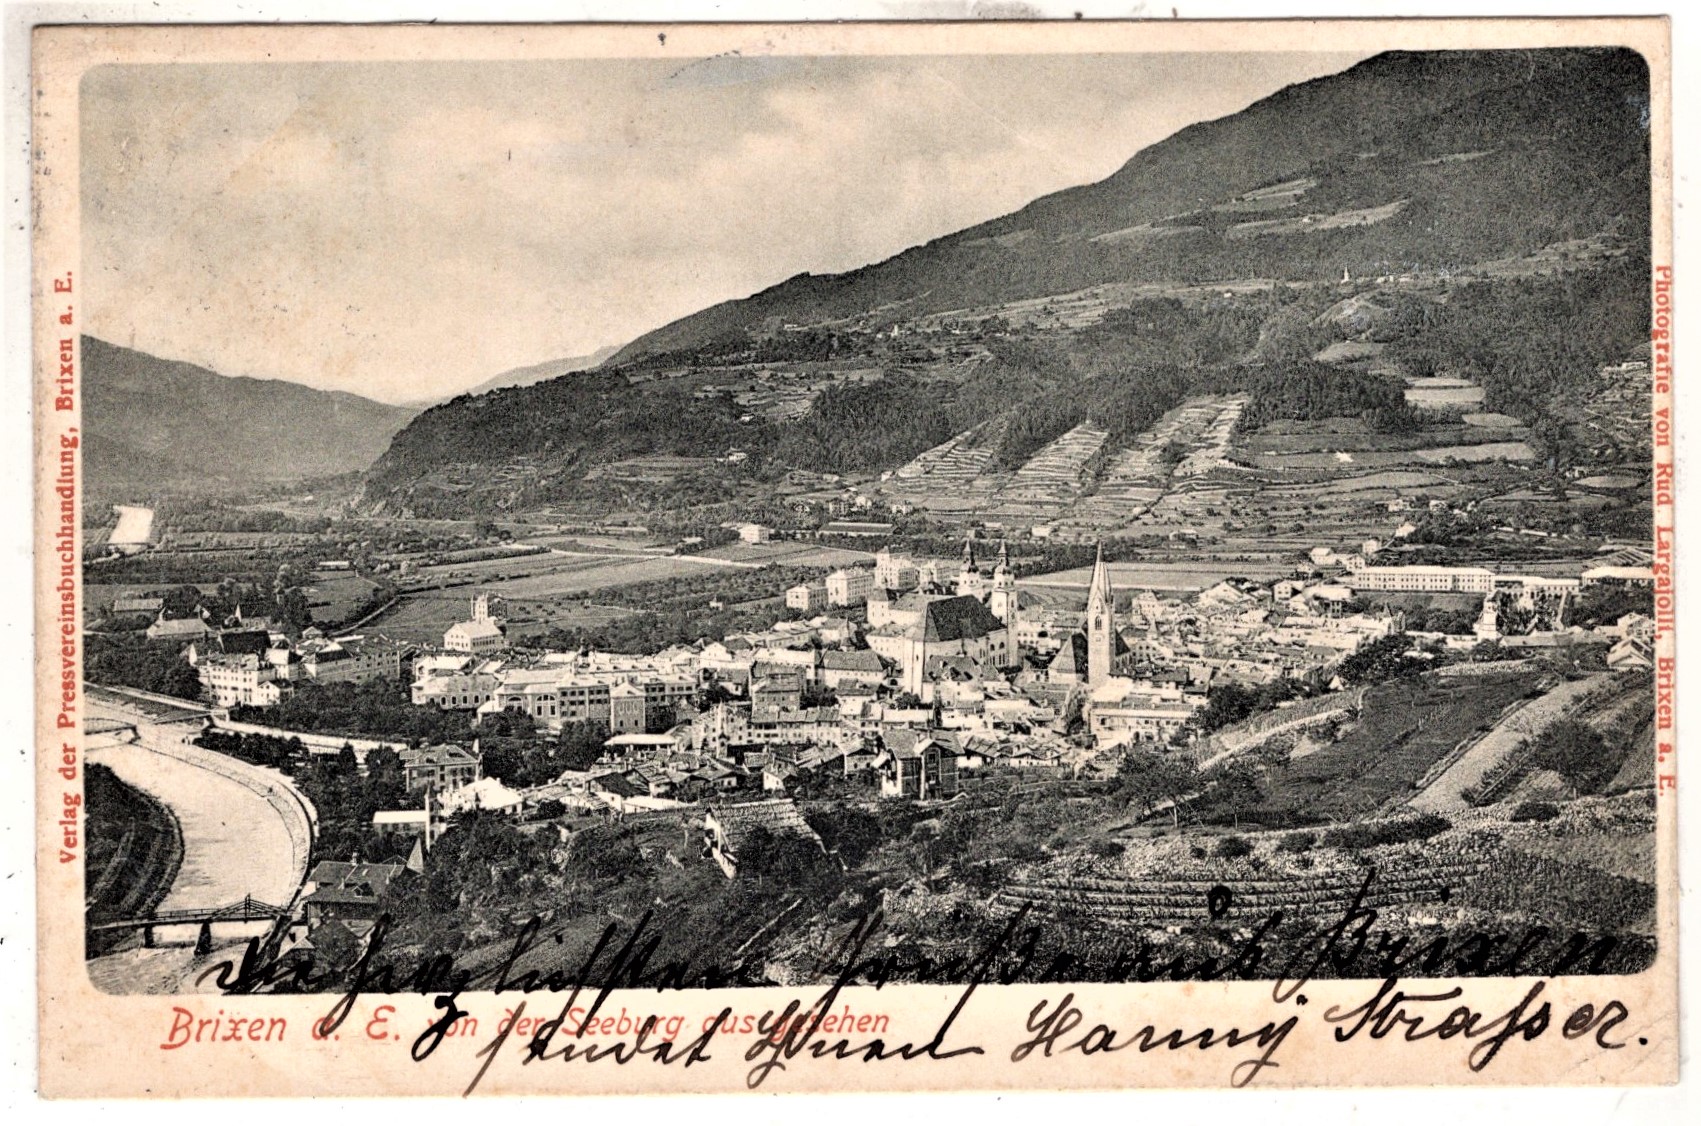 Verlag der Pressvereinsbuchhandlung, Brixen a. E.
Photografie von Rud. Largajolli, Brixen a. E.
Die herzlichsten Grüße aus Brixen
Brixen a. E. von der Seeburg aus gesehen
sendet Ihnen Hanny Strasser.